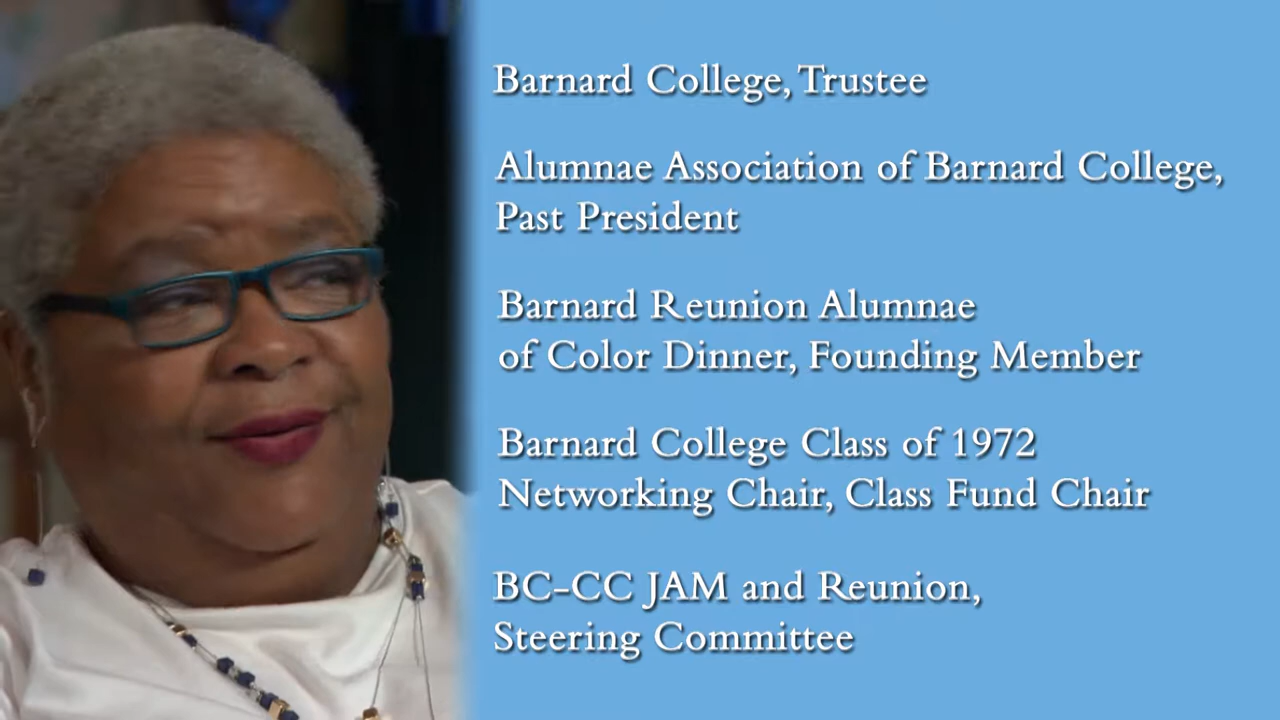 Barnard College, Trustee
Alumnae Association of Barnard College,
Past President
Barnard Reunion Alumnae
of Color Dinner, Founding Member
Barnard College Class of 1972
Networking Chair, Class Fund Chair
BC-CC JAM and Reunion,
Steering Committee